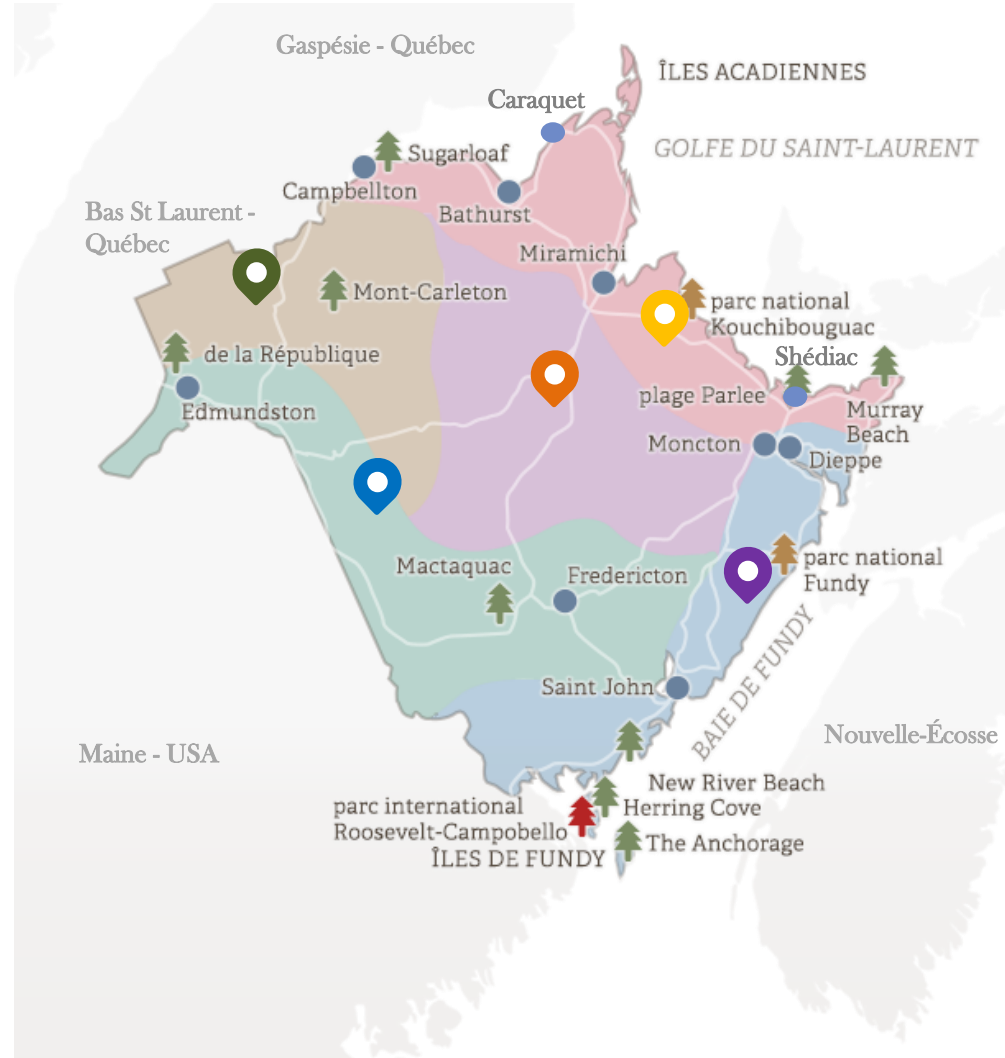 Gaspésie - Québec
ÎLES ACADIENNES
Caraquet
GOLFE DU SAINT-LAURENT
Sugarloaf
Campbellton
Bathurst
Bas St Laurent -
Québec
Miramichi
Mont-Carleton
parc national
Kouchibouguac
de la République
Shédiac
plage Parlee
Edmundston
Murray
Beach
Moncton
Dieppe
Mactaquac
Fredericton
parc national
Fundy
BAIE DE FUNDY
Saint John
Nouvelle-Écosse
Maine - USA
New River Beach
parc international
Roosevelt-Campobello
Herring Cove
The Anchorage
ÎLES DE FUNDY